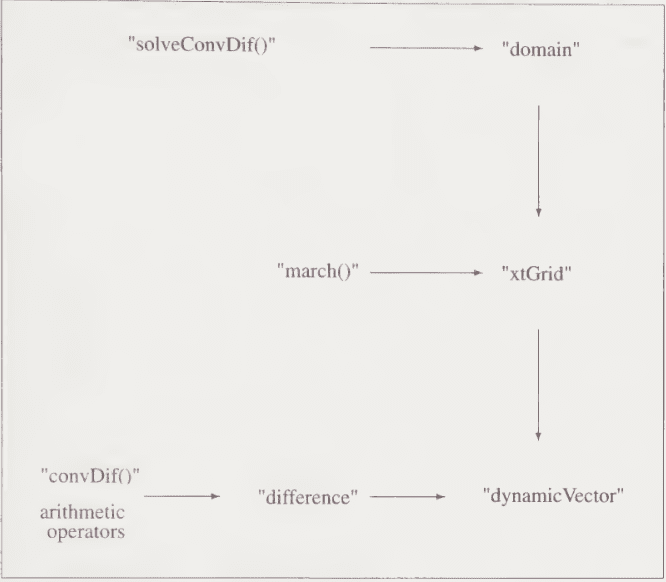 "solveConvDif()"
"domain"
"march()"
"xtGrid"
"convDif()"
arithmetic
operators
"difference"
"dynamicVector"